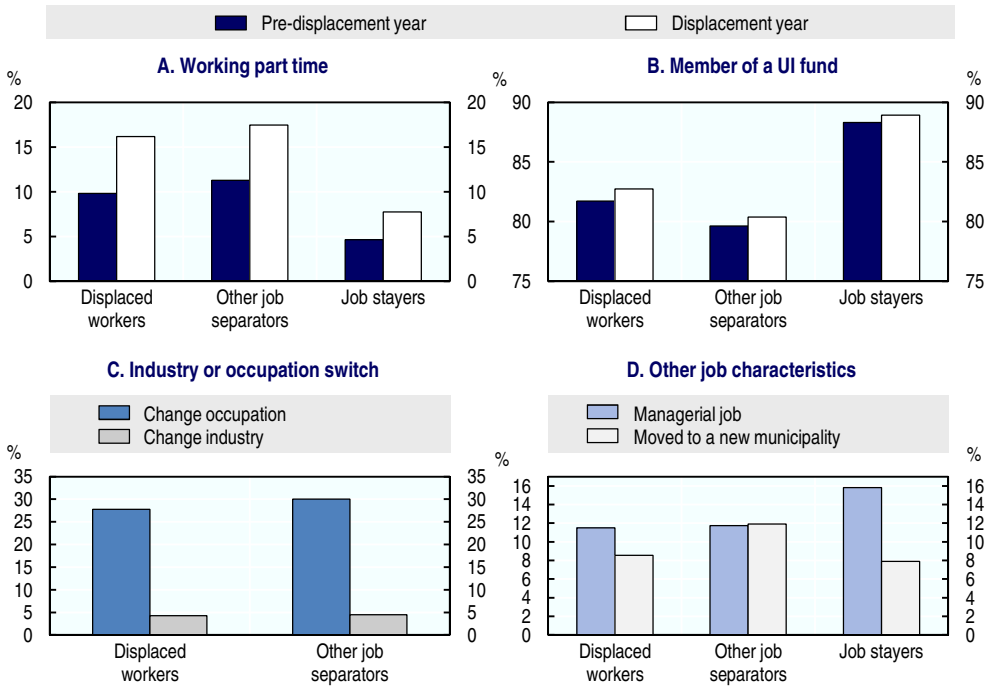 Pre-displacement year
Displacement year
A. Working part time
B. Member of a UI fund
%
%
%
20
15
10
5
0
20
15
10
5
0
Displaced workers
Other job separators
Job stayers
90
85
80
75
90
85
80
75
Displaced workers
Other job separators
Job stayers
C. Industry or occupation switch
D. Other job characteristics
Change occupation
Change industry
Managerial job
Moved to a new municipality
%
%
%
35
30
25
20
15
10
5
0
35
30
25
20
15
10
5
0
Displaced workers
Other job separators
16
14
12
10
8
6
4
2
0
16
14
12
10
8
6
4
2
0
Displaced workers
Other job separators
Job stayers